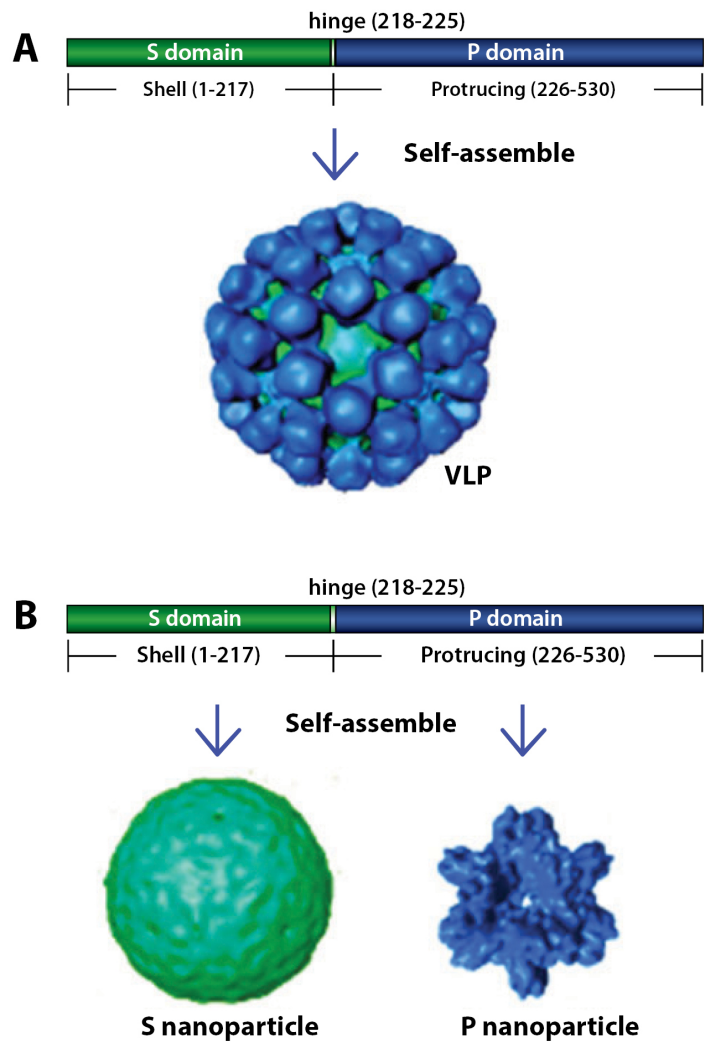 A
hinge (218-225)
S domain
P domain
Shell (1-217)
Protrucing (226-530)
Self-assemble
VLP
B
hinge (218-225)
S domain
P domain
Shell (1-217)
Protrucing (226-530)
Self-assemble
S nanoparticle
P nanoparticle